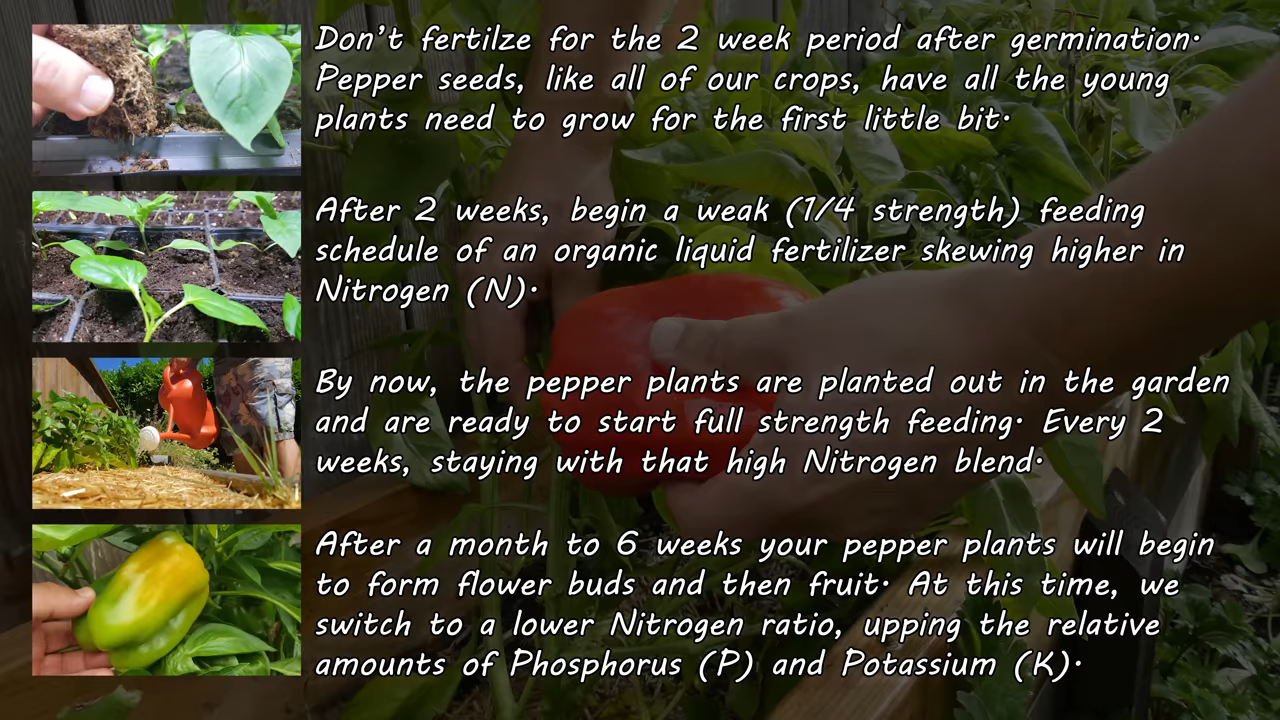 Don't fertilze for the 2 week period after germination.
Pepper seeds, like all of our crops, have all the young
plants need to grow for the first little bit.
After 2 weeks, begin a weak (1/4 strength) feeding
schedule of an organic liquid fertilizer skewing higher in
Nitrogen (N).
By now, the pepper plants are planted out in the garden
and are ready to start full strength feeding. Every 2
weeks, staying with that high Nitrogen blend.
After a month to 6 weeks your pepper plants will begin
to form flower buds and then fruit. At this time, we
switch to a lower Nitrogen ratio, upping the relative
amounts of Phosphorus (P) and Potassium (K).